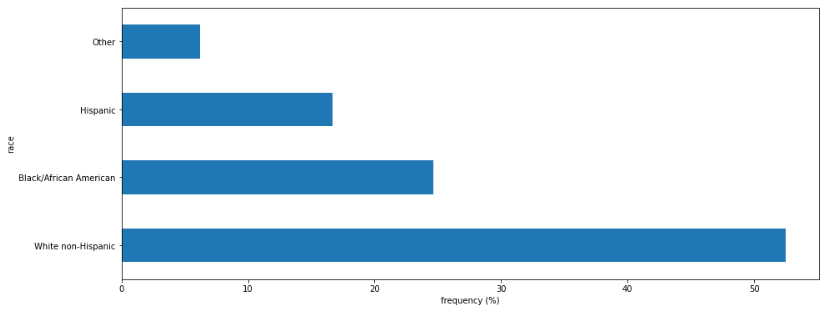 Other
Hispanic
race
Black/African American
White non-Hispanic
0 10 20 30 40 50
frequency (%)